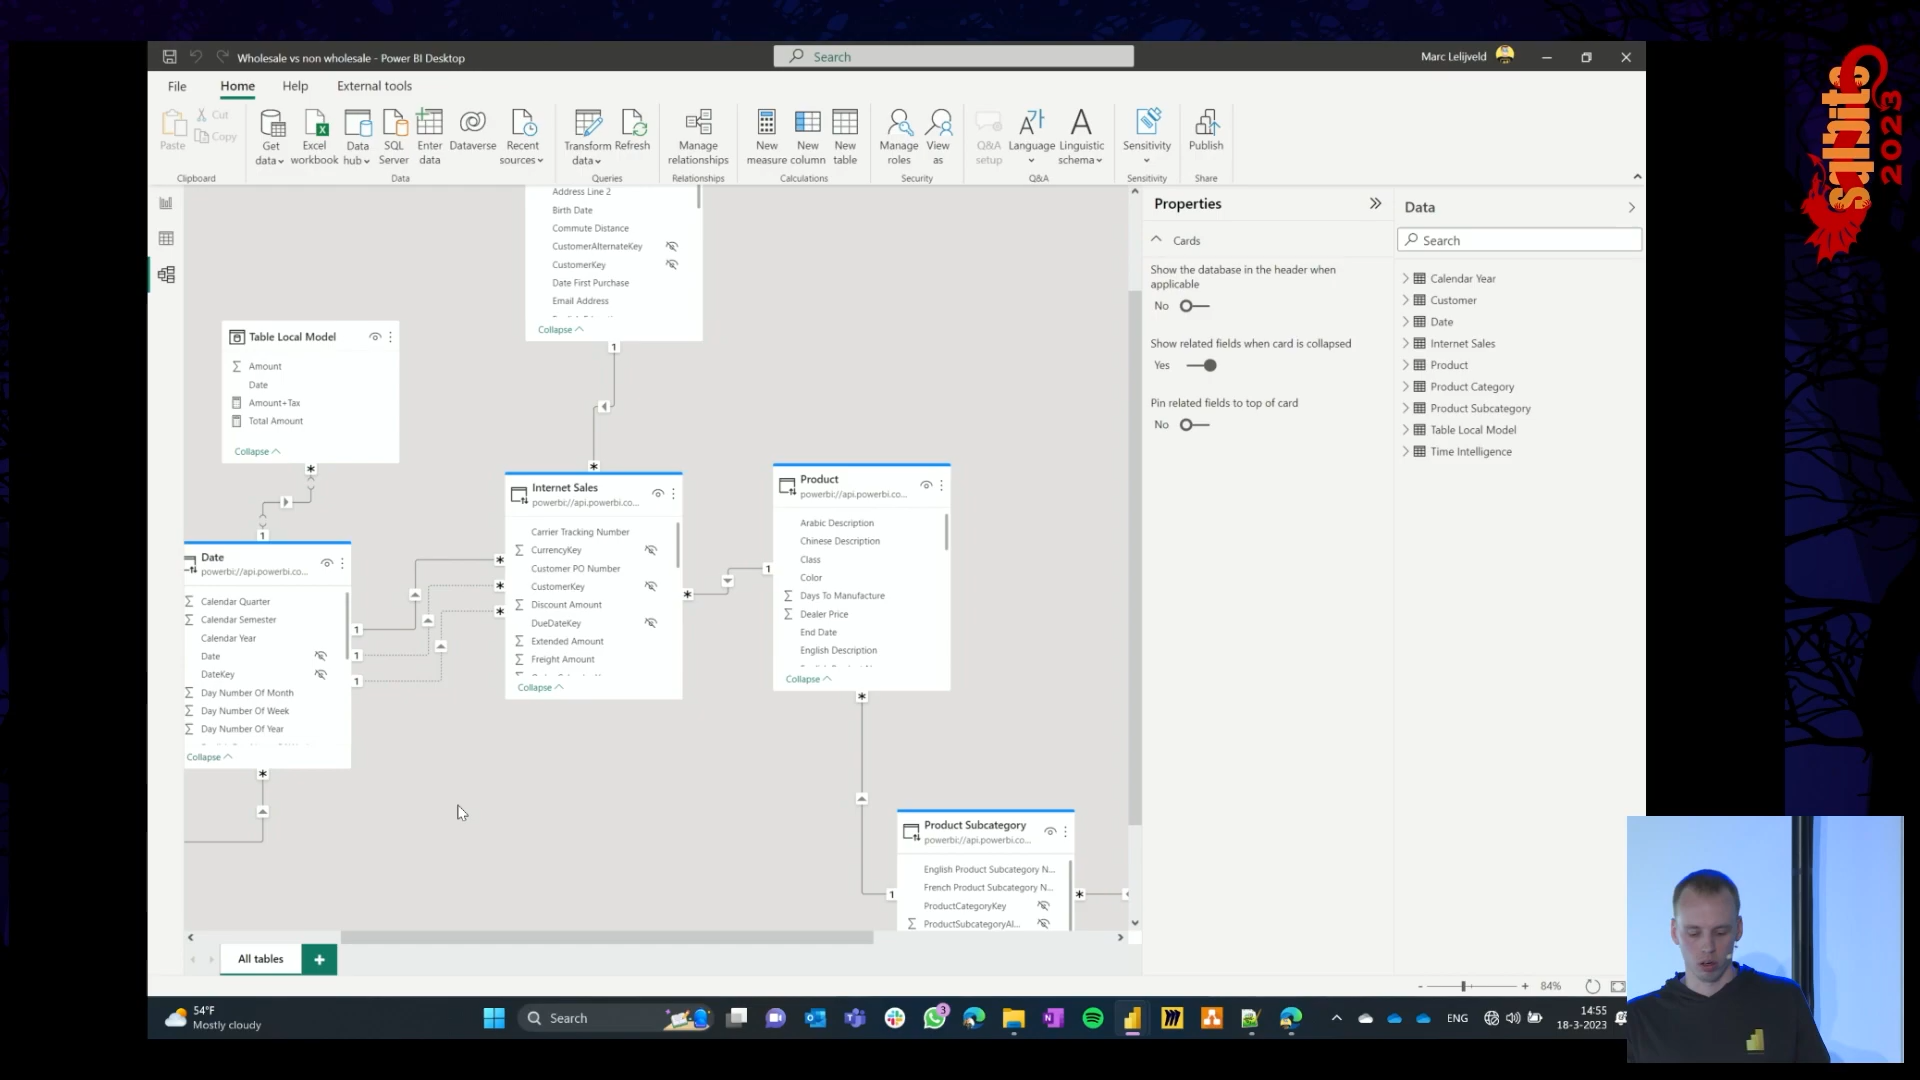 Wholesale vs non wholesale - Power BI Desktop
Search
Marc Lelijveld
File
Home
Help
External tools
Paste
Cut
Copy
Get data
Excel workbook
Data hub
SQL Server
Enter data
Dataverse
Recent sources
Transform data
Refresh
Manage relationships
New measure
New column
New table
Manage roles
View as
Q&A setup
Language
Linguistic schema
Sensitivity
Publish
Clipboard
Data
Queries
Relationships
Calculations
Security
Q&A
Sensitivity
Share
Address Line 2
Birth Date
Commute Distance
CustomerAlternateKey
CustomerKey
Date First Purchase
Email Address
Collapse
1
*
Table Local Model
Amount
Date
Amount+Tax
Total Amount
Collapse
*
1
Date
powerbi://api.powerbi.co...
Calendar Quarter
Calendar Semester
Calendar Year
Date
DateKey
Day Number Of Month
Day Number Of Week
Day Number Of Year
Collapse
*
1
1
1
*
*
*
Internet Sales
powerbi://api.powerbi.co...
Carrier Tracking Number
CurrencyKey
Customer PO Number
CustomerKey
Discount Amount
DueDateKey
Extended Amount
Freight Amount
Collapse
*
1
Product
powerbi://api.powerbi.co...
Arabic Description
Chinese Description
Class
Color
Days To Manufacture
Dealer Price
End Date
English Description
Collapse
*
1
Product Subcategory
powerbi://api.powerbi.co...
English Product Subcategory N...
French Product Subcategory N...
ProductCategoryKey
ProductSubcategoryAl...
*
Properties
Cards
Show the database in the header when applicable
No
Show related fields when card is collapsed
Yes
Pin related fields to top of card
No
Data
Search
Calendar Year
Customer
Date
Internet Sales
Product
Product Category
Product Subcategory
Table Local Model
Time Intelligence
All tables
+
- + 84%
54°F
Mostly cloudy
Search
3
ENG
14:55
18-3-2023
sqlbits
2023